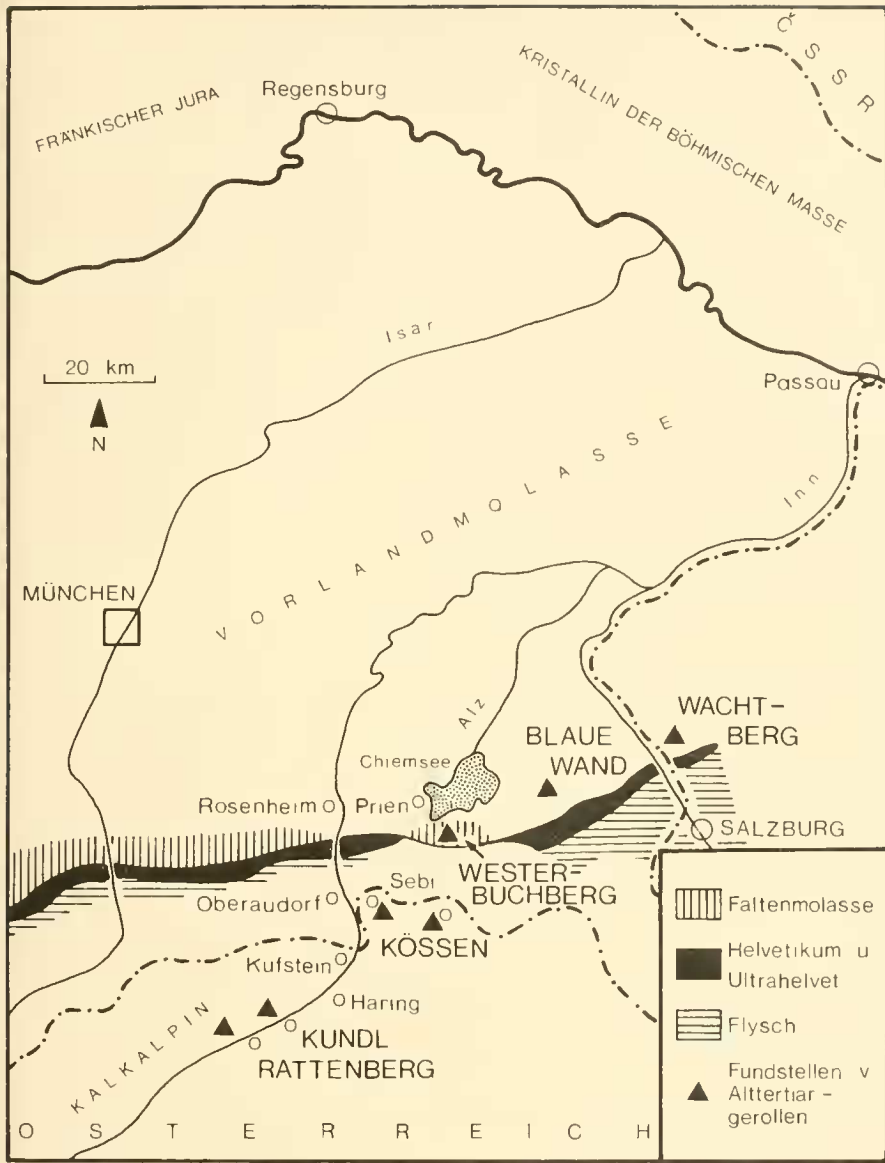 ČSSR
KRISTALLIN DER BÖHMISCHEN MASSE
FRÄNKISCHER JURA
Regensburg
Isar
20 km
N
Passau
VORLANDMOLASSE
Inn
MÜNCHEN
Alz
WACHT-
BERG
BLAUE
WAND
Chiemsee
Rosenheim
Prien
SALZBURG
WESTER-
BUCHBERG
Sebi
Oberaudorf
KÖSSEN
Kufstein
Haring
KALKALPIN
KUNDL
RATTENBERG
OSTERREICH
Faltenmolasse
Helvetikum u
Ultrahelvet
Flysch
Fundstellen v
Alttertiar-
gerollen